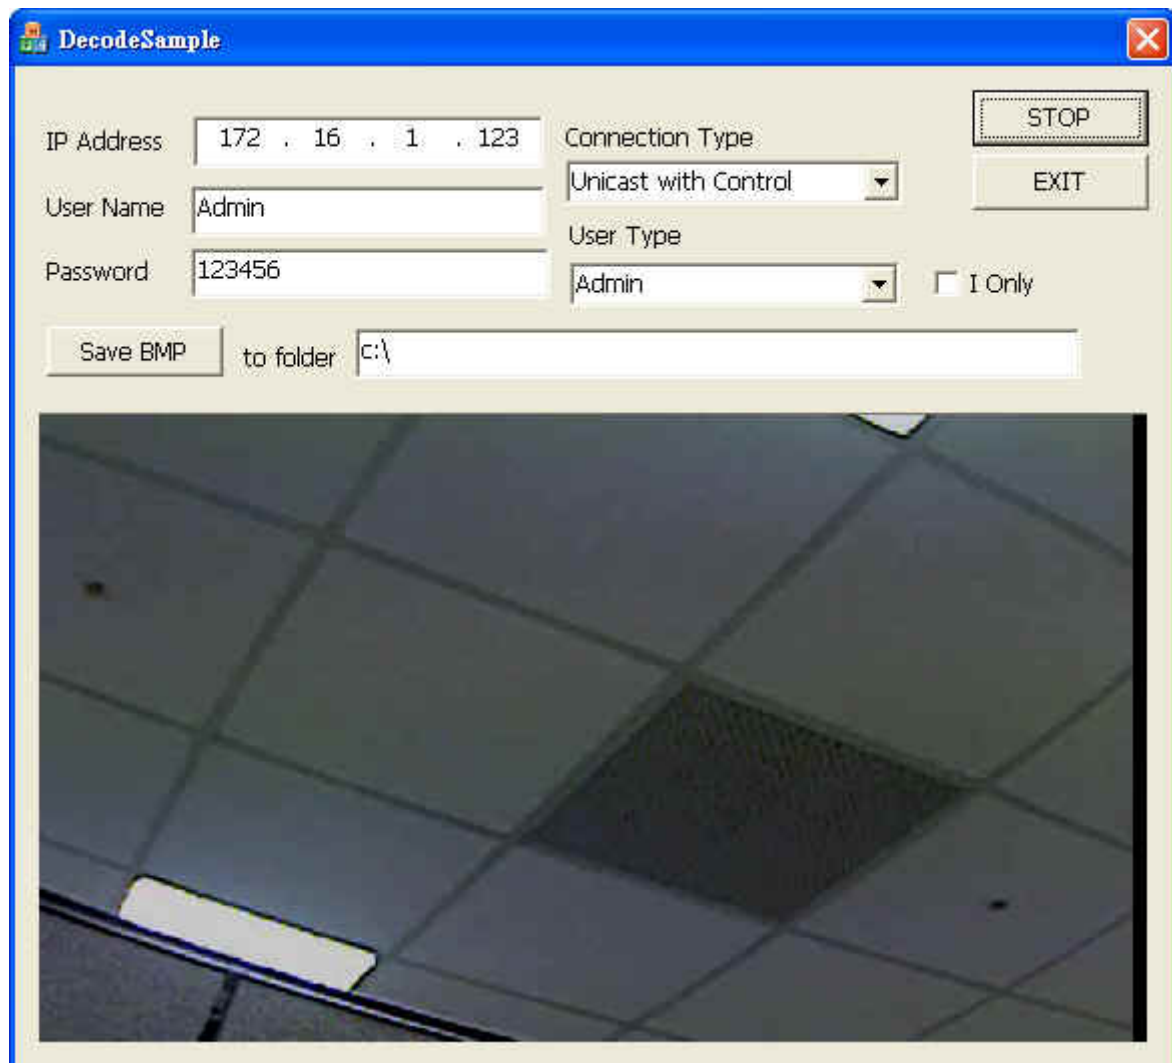 DecodeSample
IP Address 172 . 16 . 1 . 123
Connection Type
STOP
Unicast with Control
EXIT
User Name Admin
User Type
Password 123456
Admin
I Only
Save BMP to folder c:\